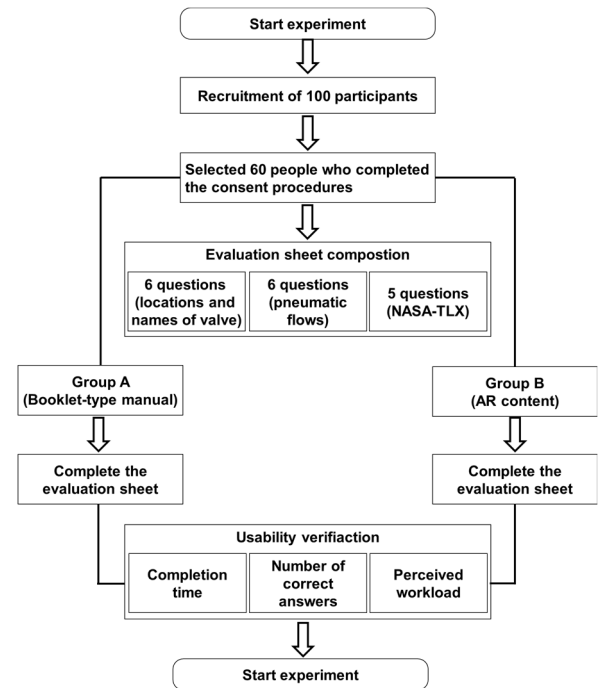 Start experiment
Recruitment of 100 participants
Selected 60 people who completed
the consent procedures
Evaluation sheet compostion
6 questions
(locations and
names of valve)
6 questions
(pneumatic
flows)
5 questions
(NASA-TLX)
Group A
(Booklet-type manual)
Group B
(AR content)
Complete the
evaluation sheet
Complete the
evaluation sheet
Usability verifiaction
Completion
time
Number of
correct
answers
Perceived
workload
Start experiment